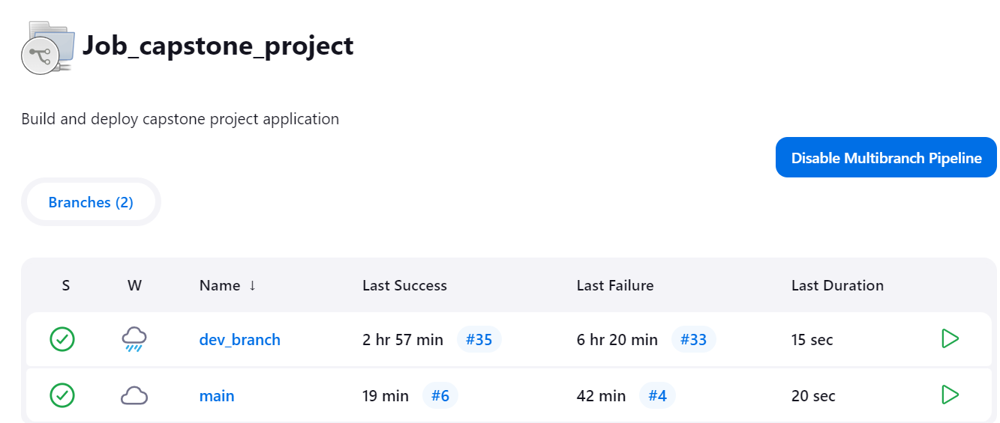 Job_capstone_project
Build and deploy capstone project application
Disable Multibranch Pipeline
Branches (2)
S W Name ↓ Last Success Last Failure Last Duration
dev_branch 2 hr 57 min #35 6 hr 20 min #33 15 sec
main 19 min #6 42 min #4 20 sec